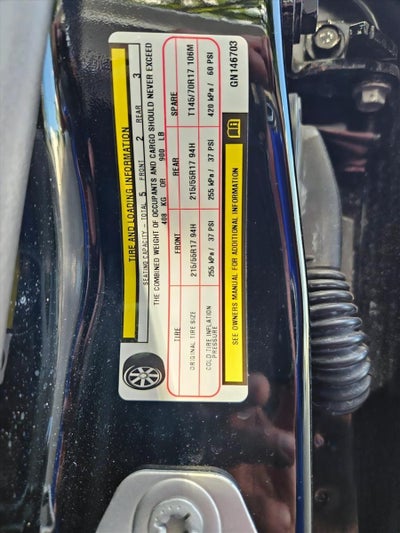 TIRE AND LOADING INFORMATION
SEATING CAPACITY - TOTAL 5 FRONT 2 REAR 3
THE COMBINED WEIGHT OF OCCUPANTS AND CARGO SHOULD NEVER EXCEED
408 KG OR 900 LB
TIRE FRONT REAR SPARE
ORIGINAL TIRE SIZE 215/55R17 94H 215/55R17 94H T145/70R17 106M
COLD TIRE INFLATION PRESSURE 255 kPa / 37 PSI 255 kPa / 37 PSI 420 kPa / 60 PSI
SEE OWNERS MANUAL FOR ADDITIONAL INFORMATION
GN146703